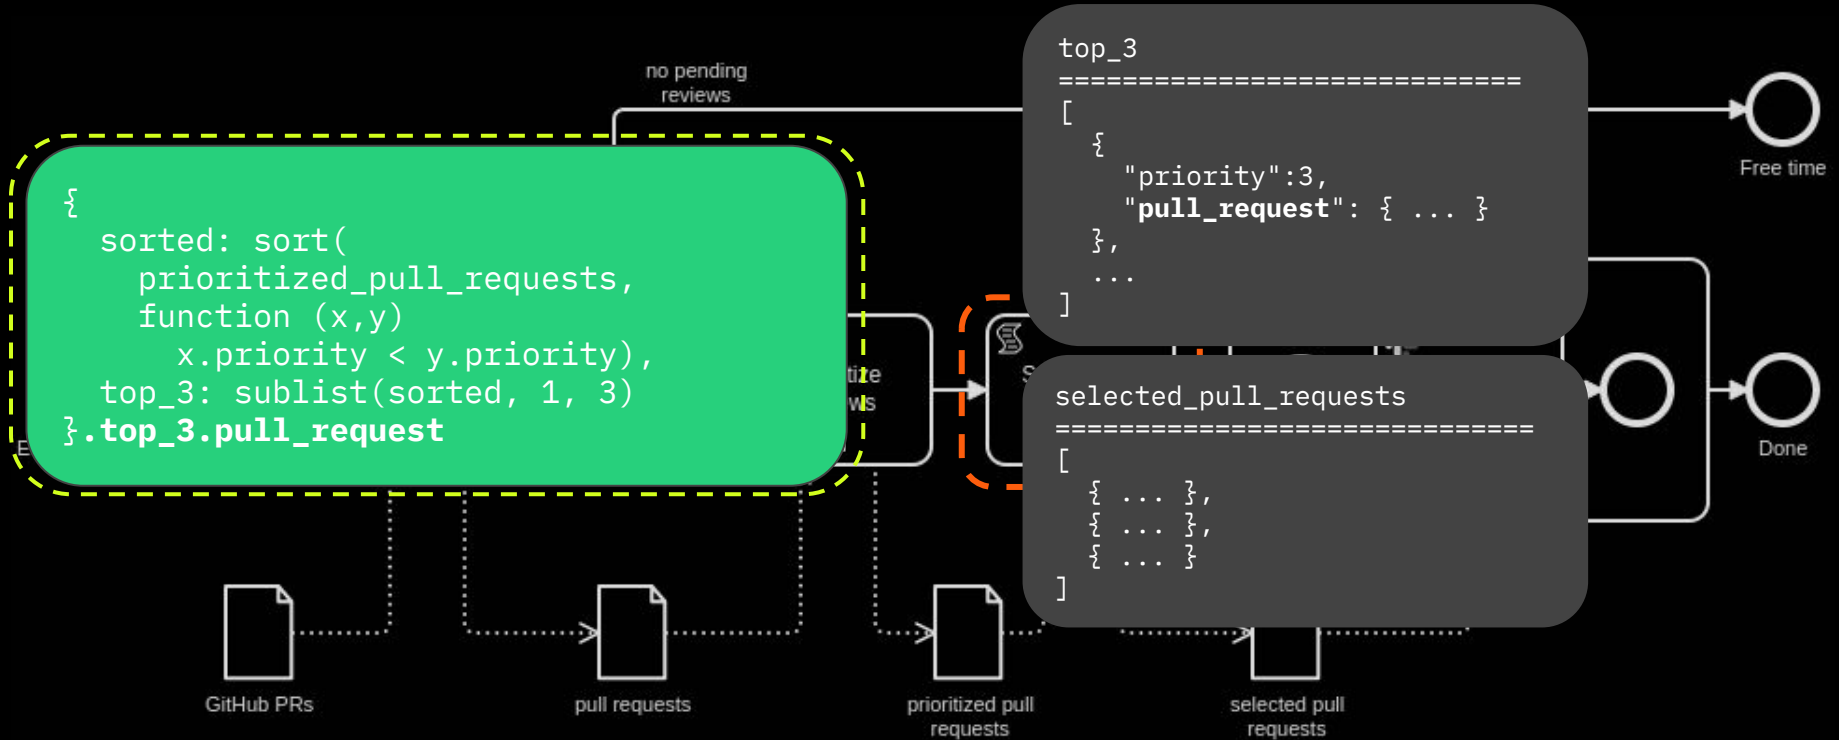 no pending
reviews
{
  sorted: sort(
    prioritized_pull_requests,
    function (x,y)
      x.priority < y.priority),
  top_3: sublist(sorted, 1, 3)
}.top_3.pull_request
top_3
=============================
[
  {
    "priority":3,
    "pull_request": { ... }
  },
  ...
]
selected_pull_requests
==============================
[
  { ... },
  { ... },
  { ... }
]
Free time
Done
GitHub PRs
pull requests
prioritized pull
requests
selected pull
requests